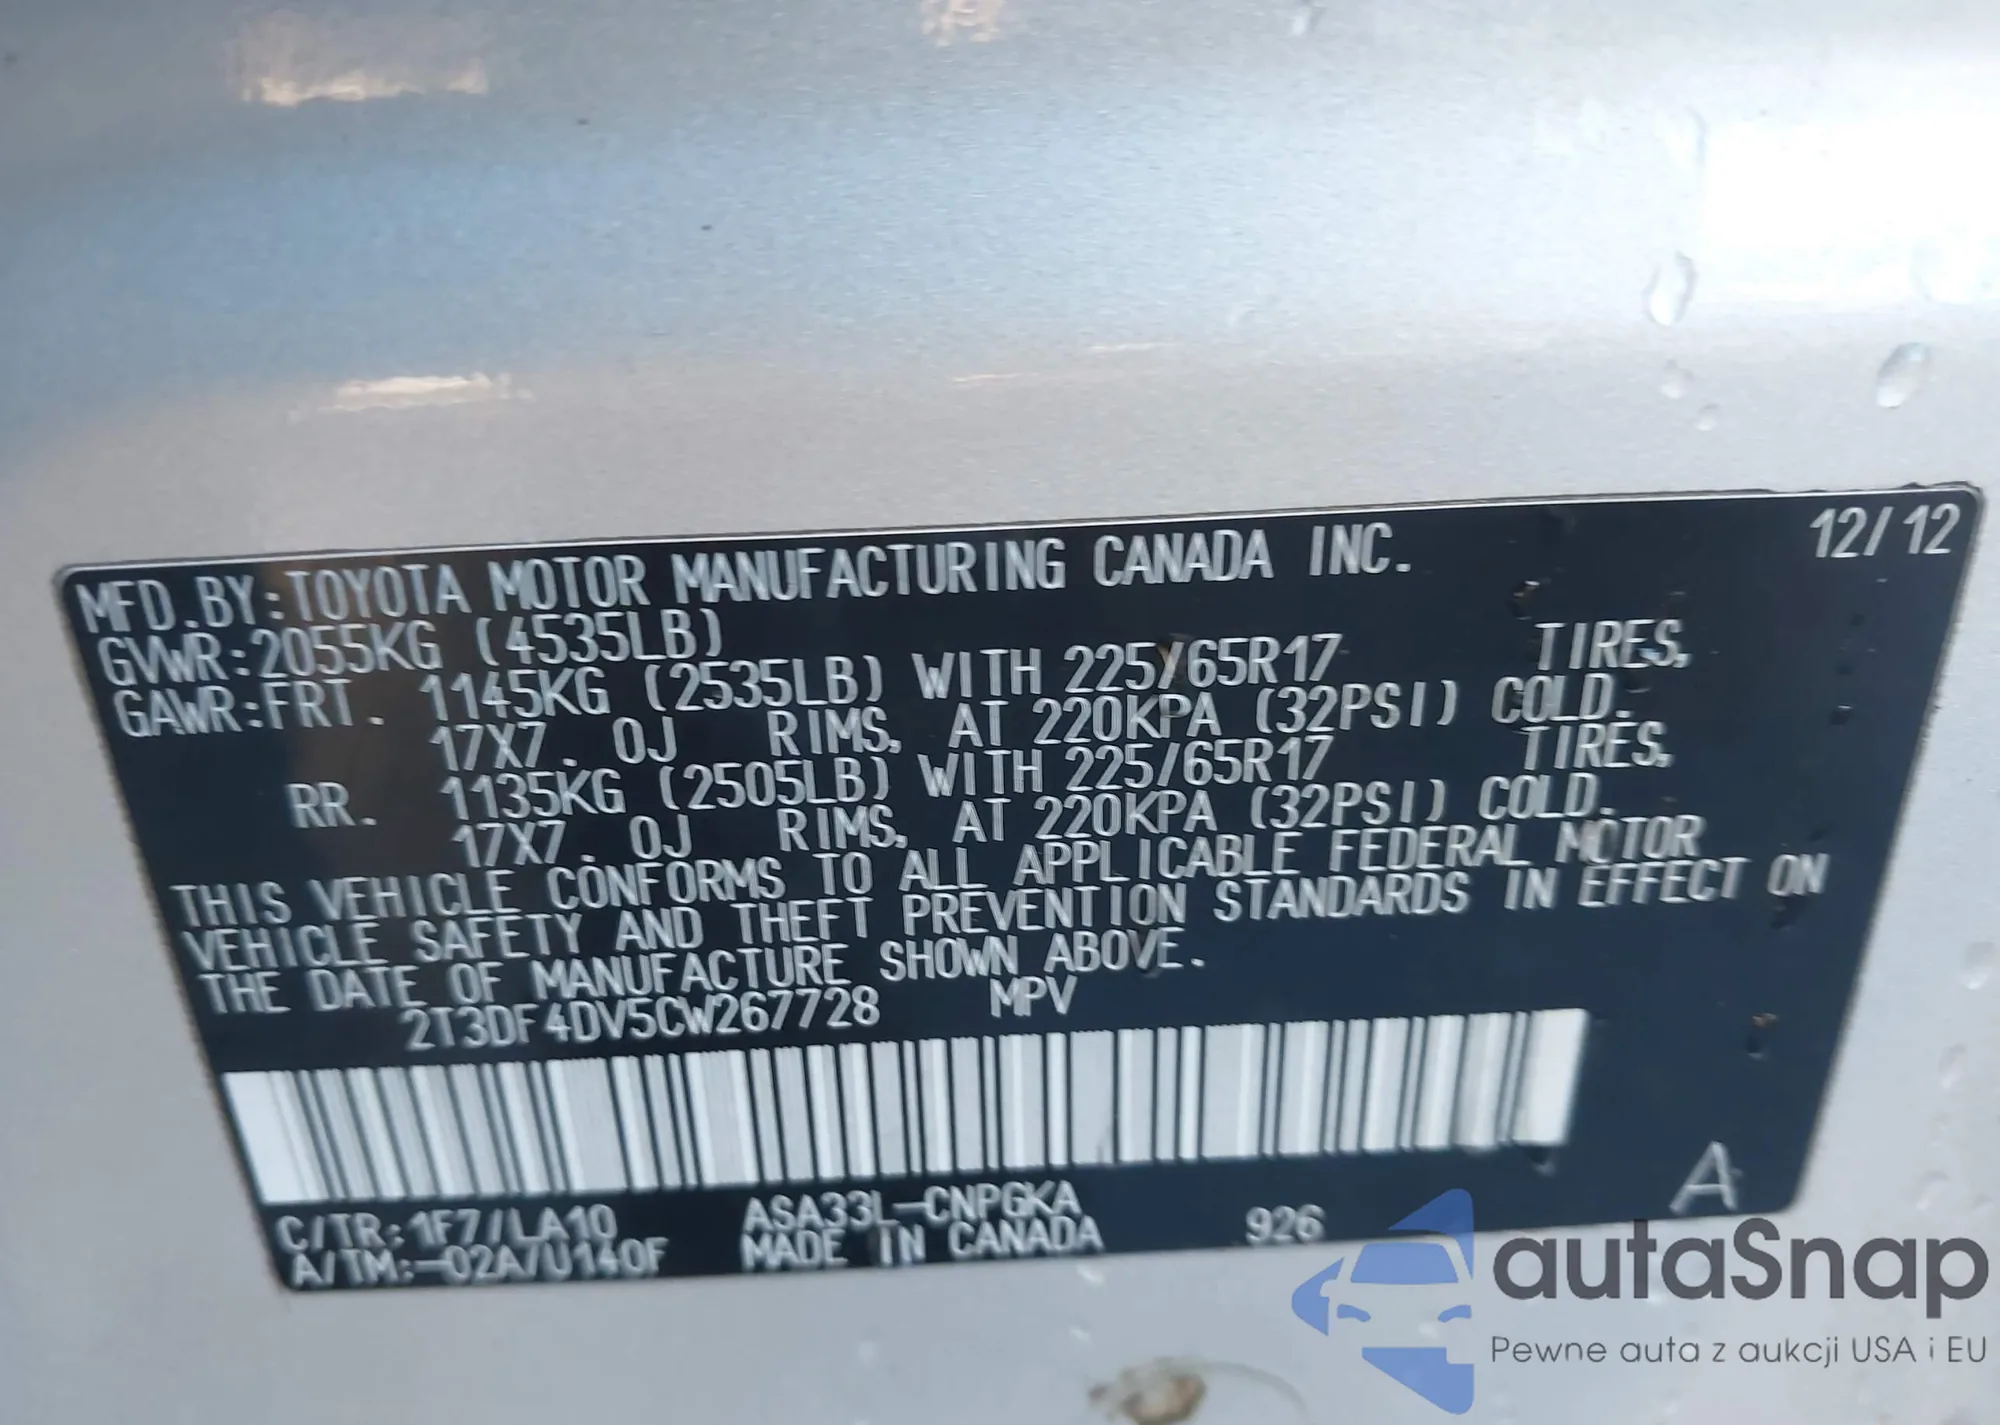 MFD.BY:TOYOTA MOTOR MANUFACTURING CANADA INC. 12/12
GVWR:2055KG (4535LB)
GAWR:FRT. 1145KG (2535LB) WITH 225/65R17 TIRES,
17X7.0J RIMS, AT 220KPA (32PSI) COLD.
RR. 1135KG (2505LB) WITH 225/65R17 TIRES,
17X7.0J RIMS, AT 220KPA (32PSI) COLD.
THIS VEHICLE CONFORMS TO ALL APPLICABLE FEDERAL MOTOR
VEHICLE SAFETY AND THEFT PREVENTION STANDARDS IN EFFECT ON
THE DATE OF MANUFACTURE SHOWN ABOVE.
2T3DF4DV5CW267728 MPV
C/TR:1F7/LA10 ASA33L-CNPGKA 926 A
A/TM:-02A/U140F MADE IN CANADA
autaSnap
Pewne auta z aukcji USA i EU